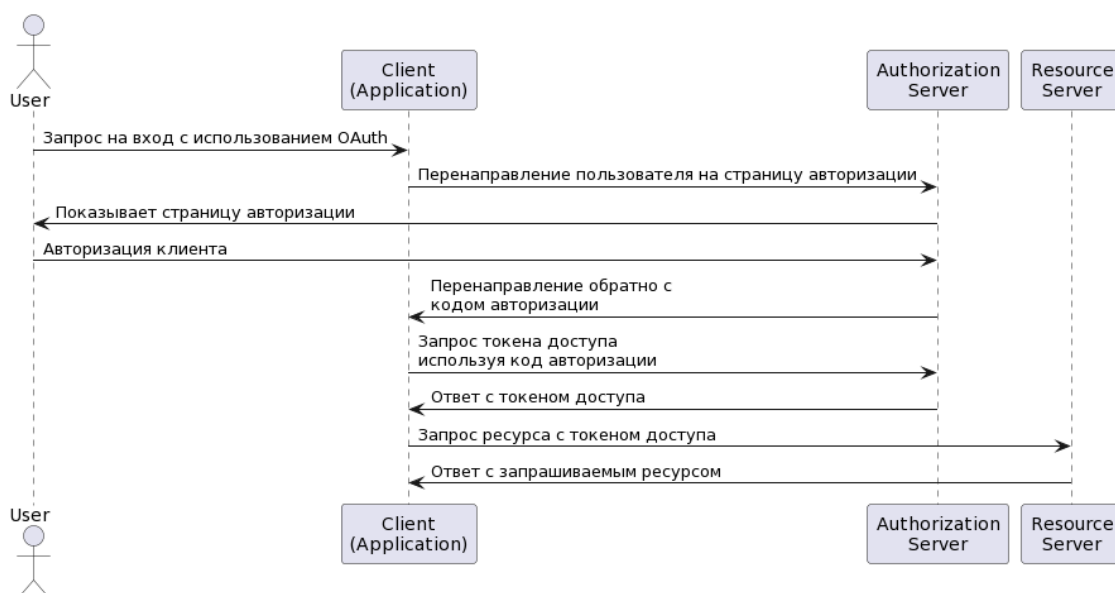 User
Client
(Application)
Authorization
Server
Resource
Server
Запрос на вход с использованием OAuth
Перенаправление пользователя на страницу авторизации
Показывает страницу авторизации
Авторизация клиента
Перенаправление обратно с
кодом авторизации
Запрос токена доступа
используя код авторизации
Ответ с токеном доступа
Запрос ресурса с токеном доступа
Ответ с запрашиваемым ресурсом
User
Client
(Application)
Authorization
Server
Resource
Server